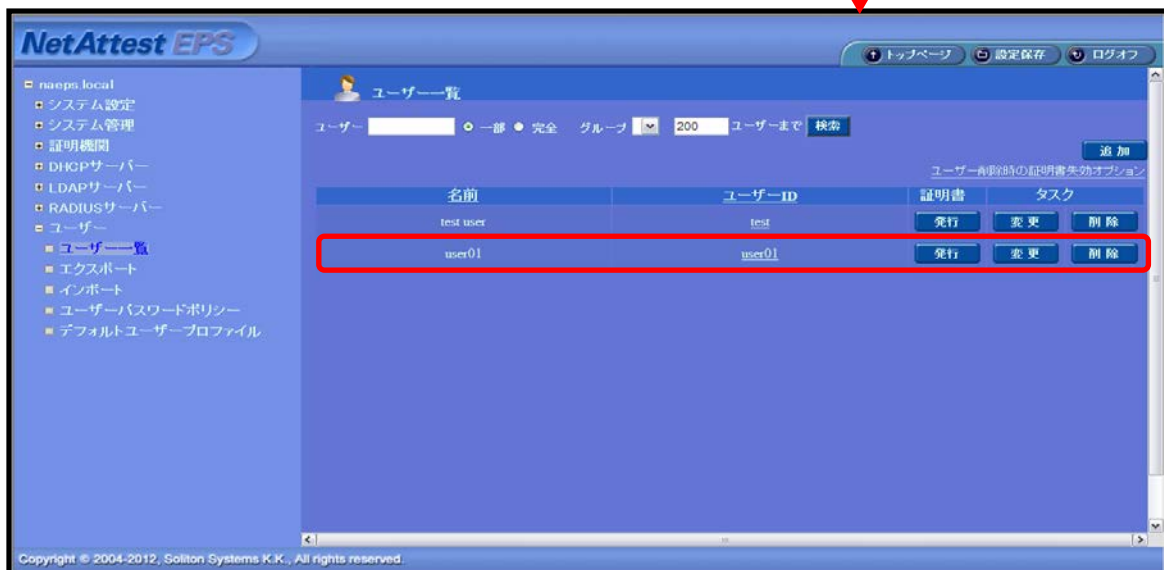 NetAttest EPS
トップページ 設定保存 ログオフ
naeps.local
システム設定
システム管理
証明機関
DHCPサーバー
LDAPサーバー
RADIUSサーバー
ユーザー
ユーザー一覧
エクスポート
インポート
ユーザーパスワードポリシー
デフォルトユーザープロファイル
ユーザー一覧
ユーザー 一部 完全 グループ 200 ユーザーまで 検索
追加
ユーザー削除時の証明書失効オプション
名前 ユーザーID 証明書 タスク
test user test 発行 変更 削除
user01 user01 発行 変更 削除
Copyright © 2004-2012, Soliton Systems K.K., All rights reserved.